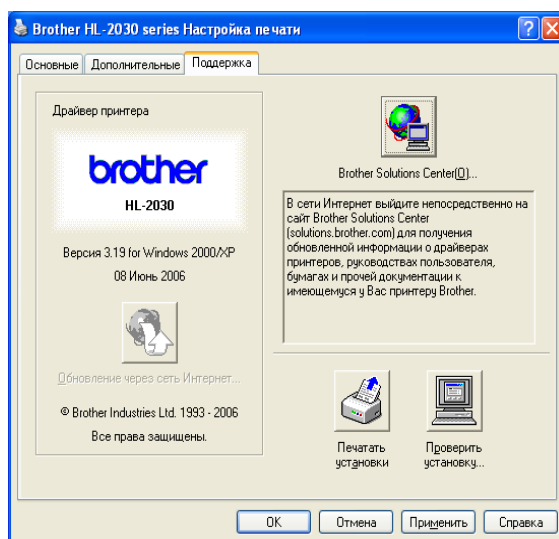 Brother HL-2030 series Настройка печати
Основные
Дополнительные
Поддержка
Драйвер принтера
brother
HL-2030
Версия 3.19 for Windows 2000/XP
08 Июнь 2006
Обновление через сеть Интернет...
© Brother Industries Ltd. 1993 - 2006
Все права защищены.
Brother Solutions Center(O)...
В сети Интернет выйдите непосредственно на
сайт Brother Solutions Center
(solutions.brother.com) для получения
обновленной информации о драйверах
принтеров, руководствах пользователя,
бумагах и прочей документации к
имеющемуся у Вас принтеру Brother.
Печатать
установки
Проверить
установку...
OK
Отмена
Применить
Справка